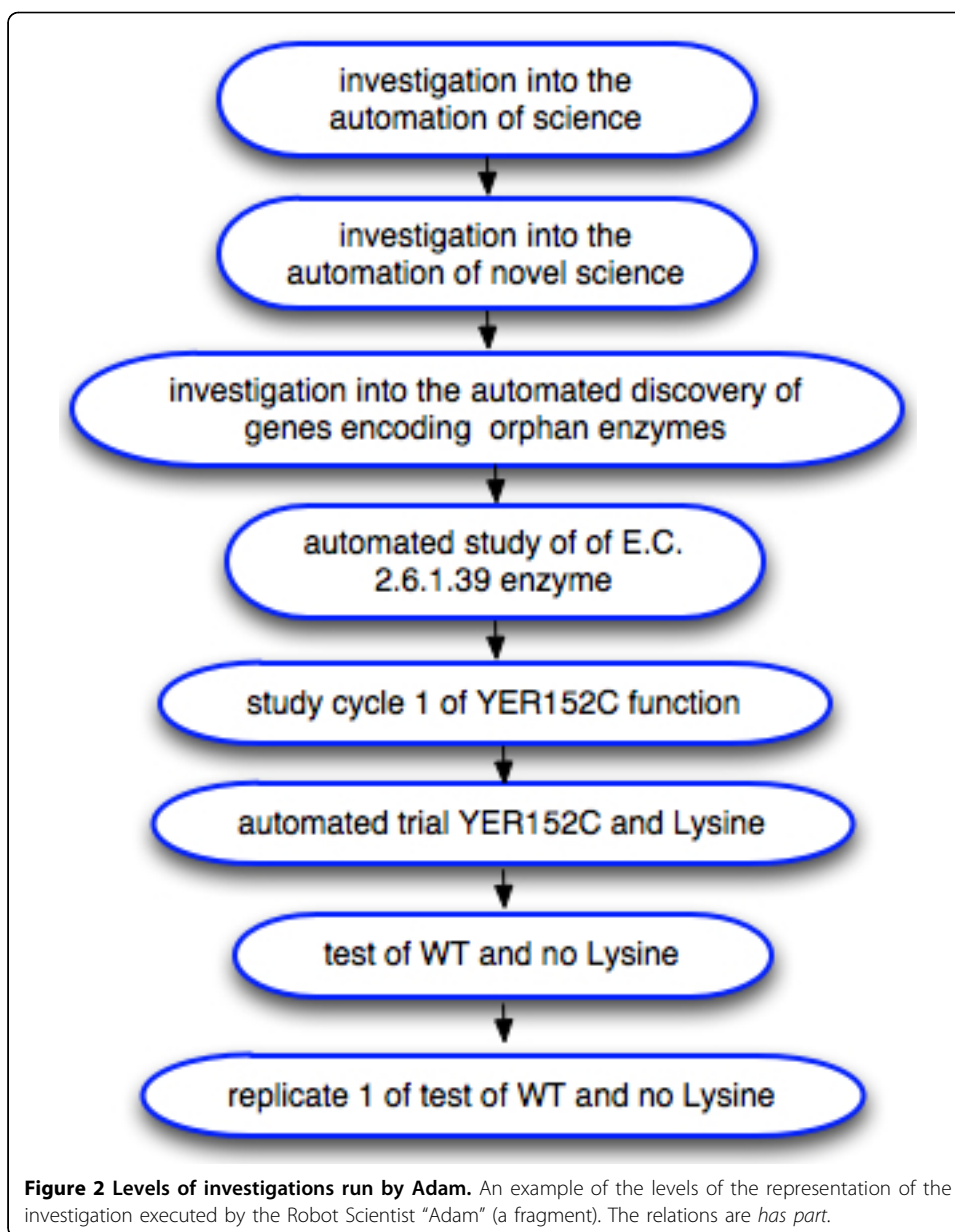 investigation into the
automation of science
investigation into the
automation of novel science
investigation into the automated discovery of
genes encoding orphan enzymes
automated study of of E.C.
2.6.1.39 enzyme
study cycle 1 of YER152C function
automated trial YER152C and Lysine
test of WT and no Lysine
replicate 1 of test of WT and no Lysine
Figure 2 Levels of investigations run by Adam. An example of the levels of the representation of the
investigation executed by the Robot Scientist "Adam" (a fragment). The relations are has part.